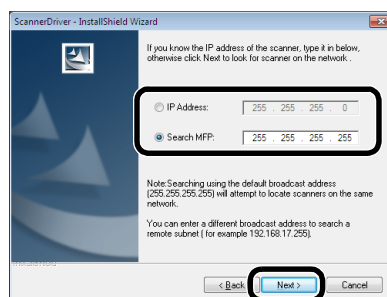 ScannerDriver - InstallShield Wizard
If you know the IP address of the scanner, type it in below,
otherwise click Next to look for scanner on the network .
IP Address: 255 . 255 . 255 . 0
Search MFP: 255 . 255 . 255 . 255
Note:Searching using the default broadcast address
(255.255.255.255) will attempt to locate scanners on the same
network.
You can enter a different broadcast address to search a
remote subnet ( for example 192.168.17.255).
InstallShield
< Back Next > Cancel